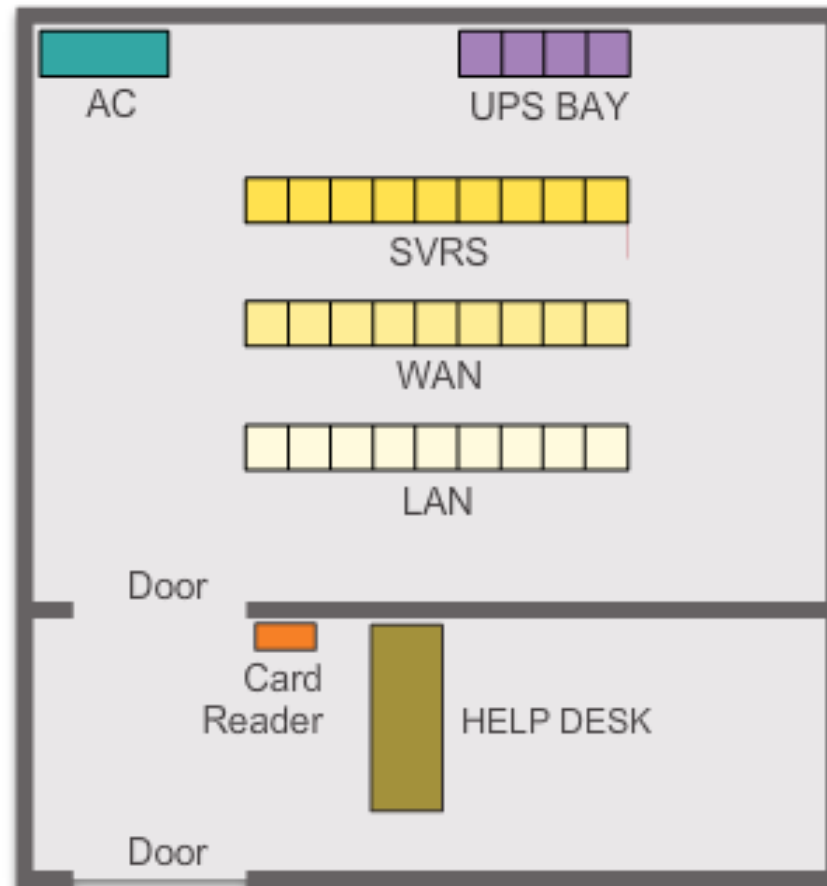 AC
UPS BAY
SVRS
WAN
LAN
Door
Card
Reader
HELP DESK
Door